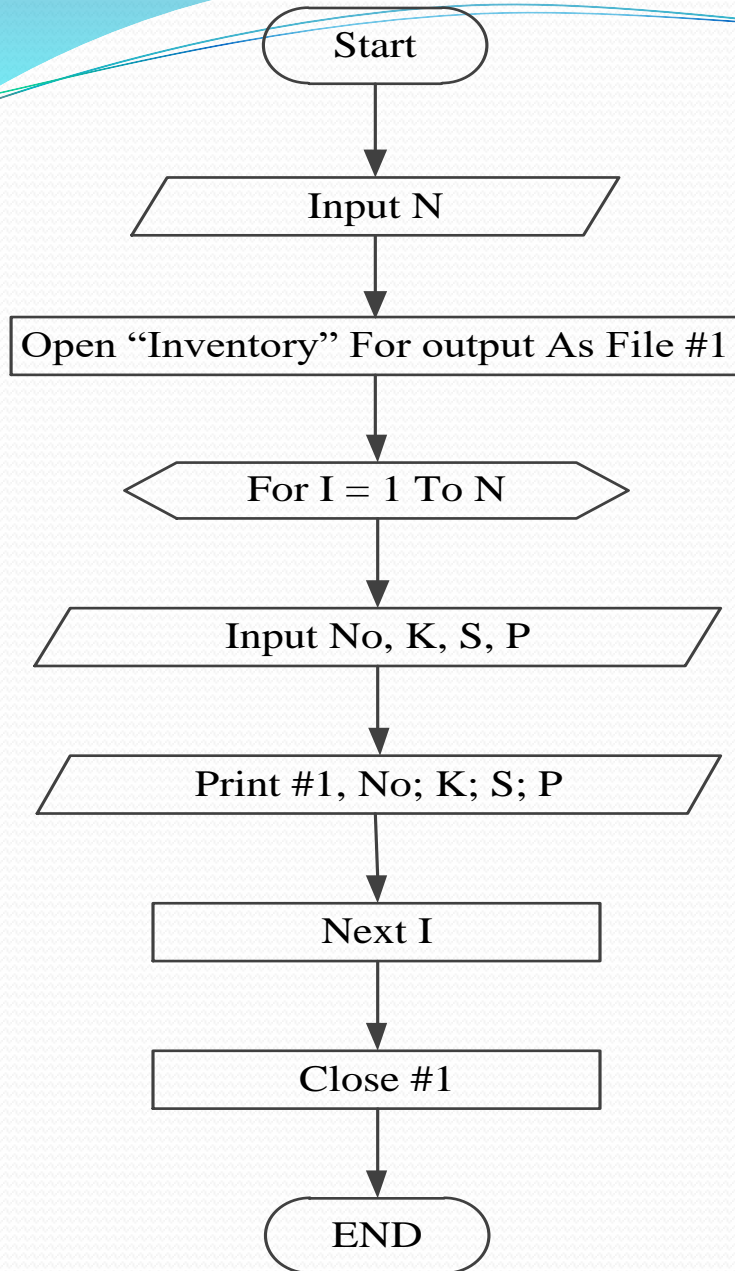 Start
Input N
Open “Inventory” For output As File #1
For I = 1 To N
Input No, K, S, P
Print #1, No; K; S; P
Next I
Close #1
END